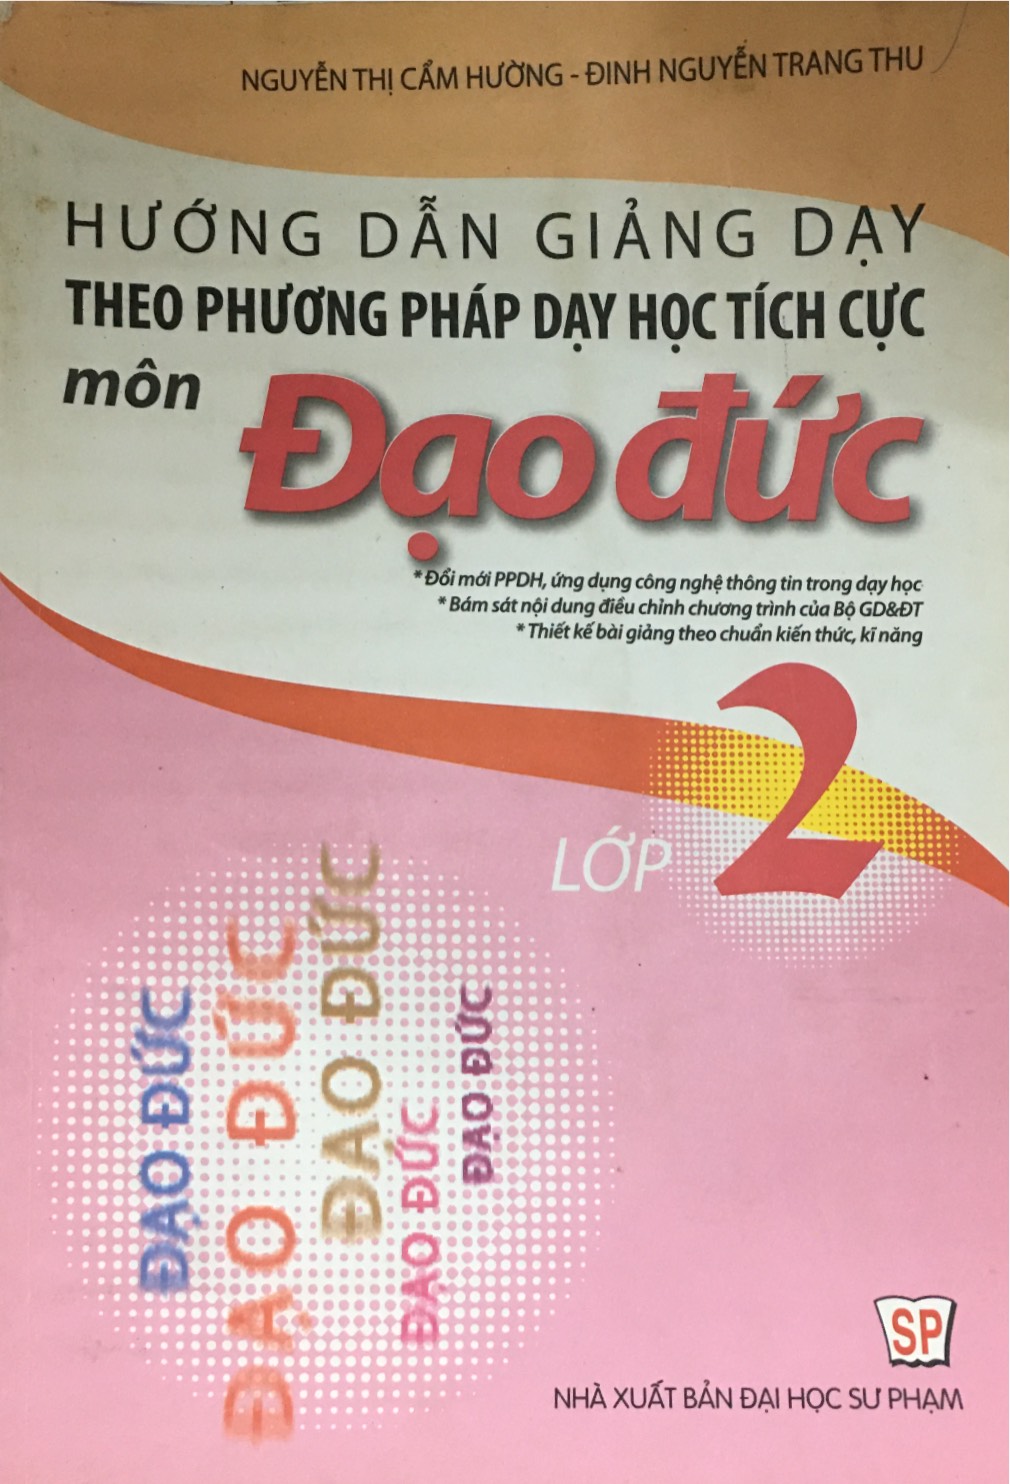 NGUYỄN THỊ CẨM HƯỜNG - ĐINH NGUYỄN TRANG THU
HƯỚNG DẪN GIẢNG DẠY
THEO PHƯƠNG PHÁP DẠY HỌC TÍCH CỰC
môn
Đạo đức
* Đổi mới PPDH, ứng dụng công nghệ thông tin trong dạy học
* Bám sát nội dung điều chỉnh chương trình của Bộ GD&ĐT
* Thiết kế bài giảng theo chuẩn kiến thức, kĩ năng
LỚP 2
ĐẠO ĐỨC
ĐẠO ĐỨC
ĐẠO ĐỨC
ĐẠO ĐỨC
ĐẠO ĐỨC
SP
NHÀ XUẤT BẢN ĐẠI HỌC SƯ PHẠM